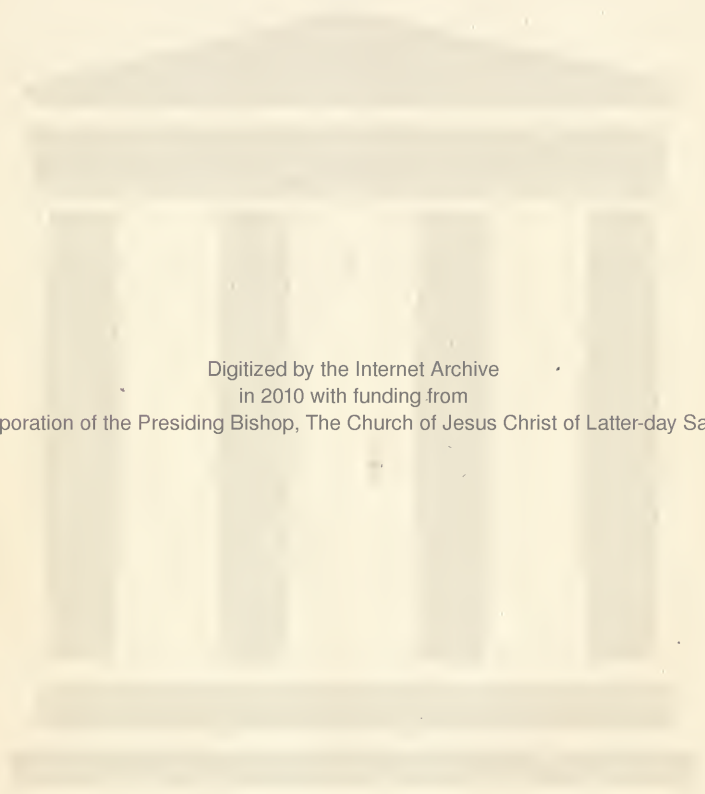 Digitized by the Internet Archive
in 2010 with funding from
poration of the Presiding Bishop, The Church of Jesus Christ of Latter-day Sa